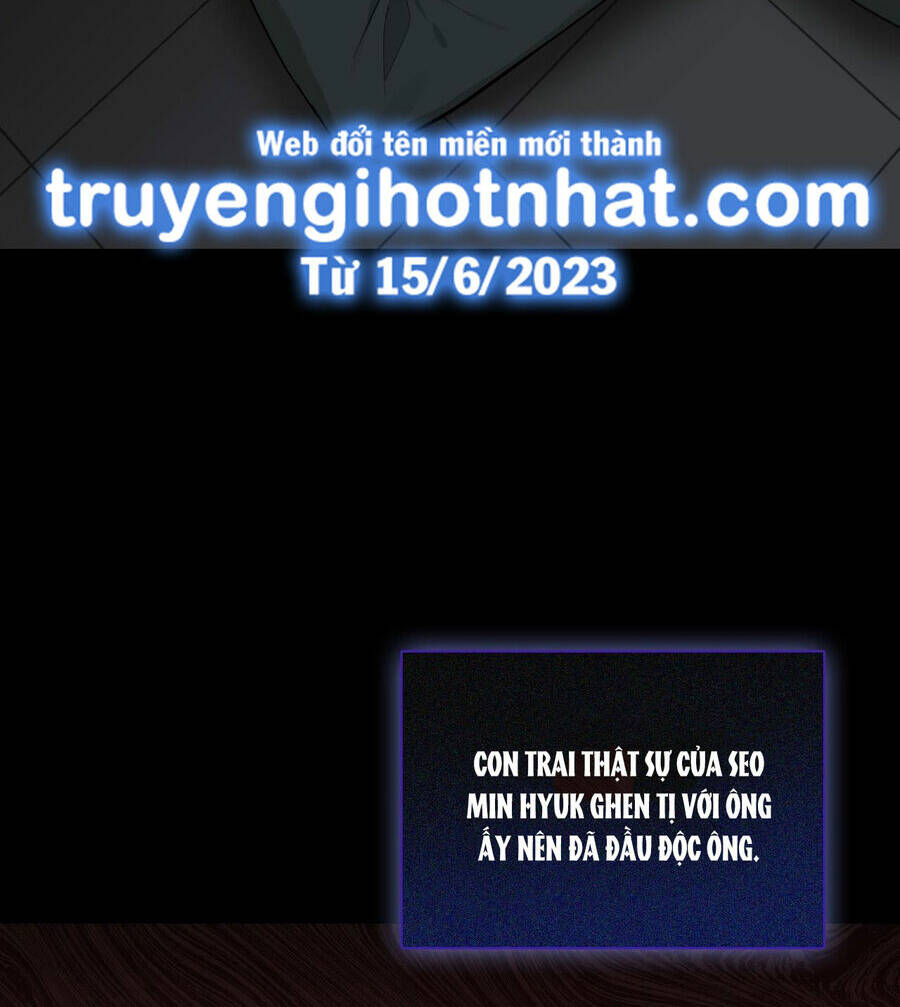 Web đổi tên miền mới thành
truyengihotnhat.com
Từ 15/6/2023
CON TRAI THẬT SỰ CỦA SEO
MIN HYUK GHEN TỊ VỚI ÔNG
ẤY NÊN ĐÃ ĐẦU ĐỘC ÔNG.